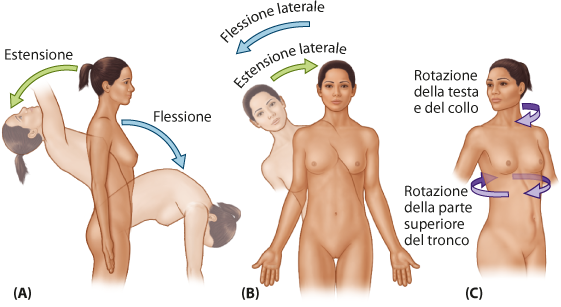 Estensione
Flessione
(A)
Flessione laterale
Estensione laterale
(B)
Rotazione
della testa
e del collo
Rotazione
della parte
superiore
del tronco
(C)